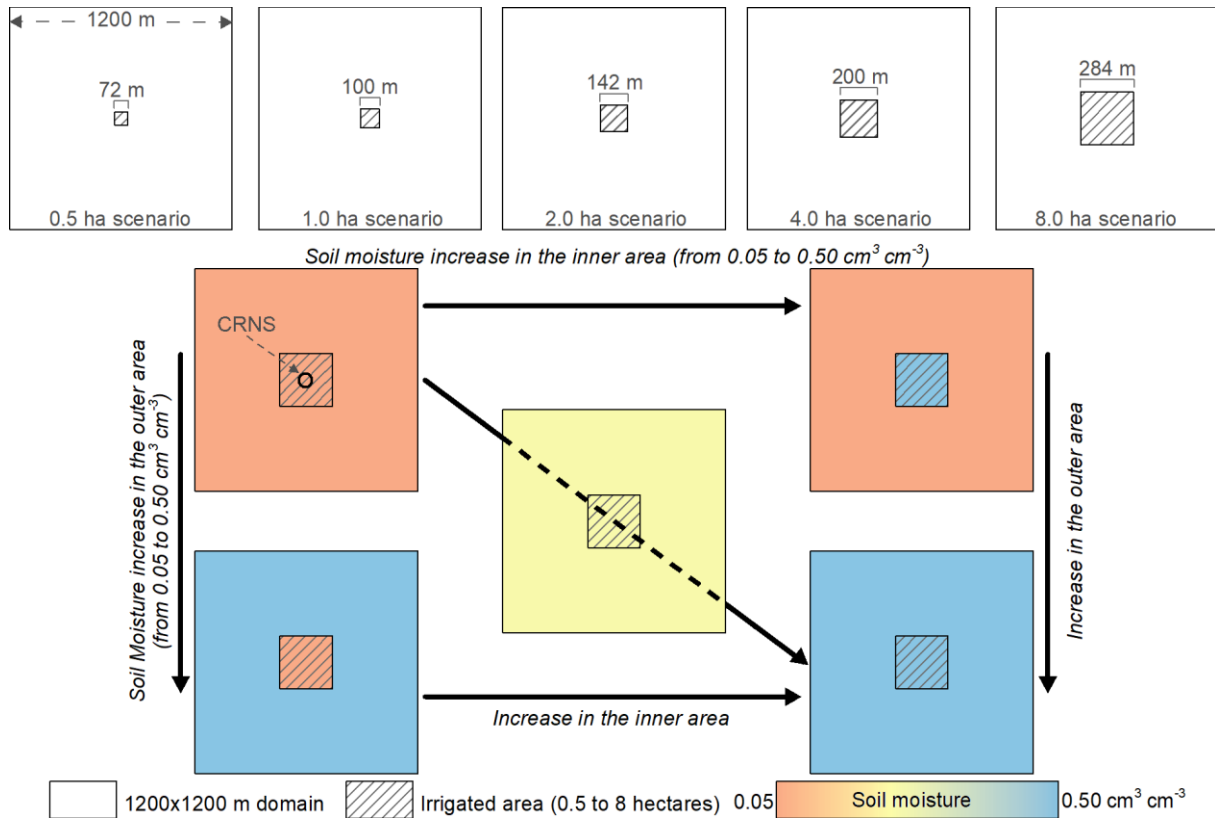 1200 m
72 m
100 m
142 m
200 m
284 m
0.5 ha scenario
1.0 ha scenario
2.0 ha scenario
4.0 ha scenario
8.0 ha scenario
Soil moisture increase in the inner area (from 0.05 to 0.50 cm³ cm⁻³)
CRNS
Soil Moisture increase in the outer area
(from 0.05 to 0.50 cm³ cm⁻³)
Increase in the outer area
Increase in the inner area
1200x1200 m domain
Irrigated area (0.5 to 8 hectares)
0.05 Soil moisture 0.50 cm³ cm⁻³